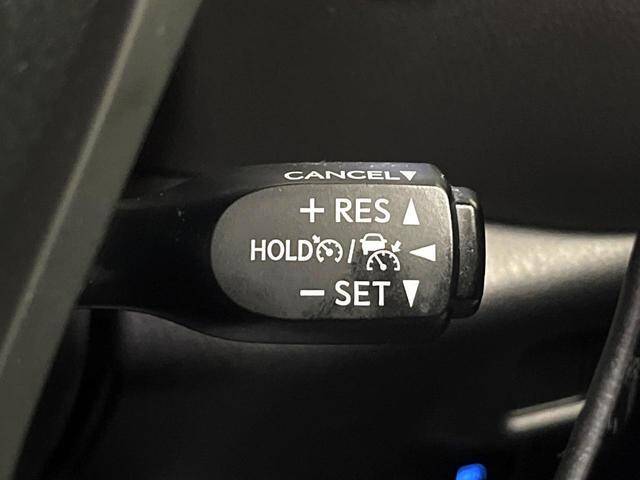 CANCEL▼
+ RES ▲
HOLD / ◀
− SET ▼